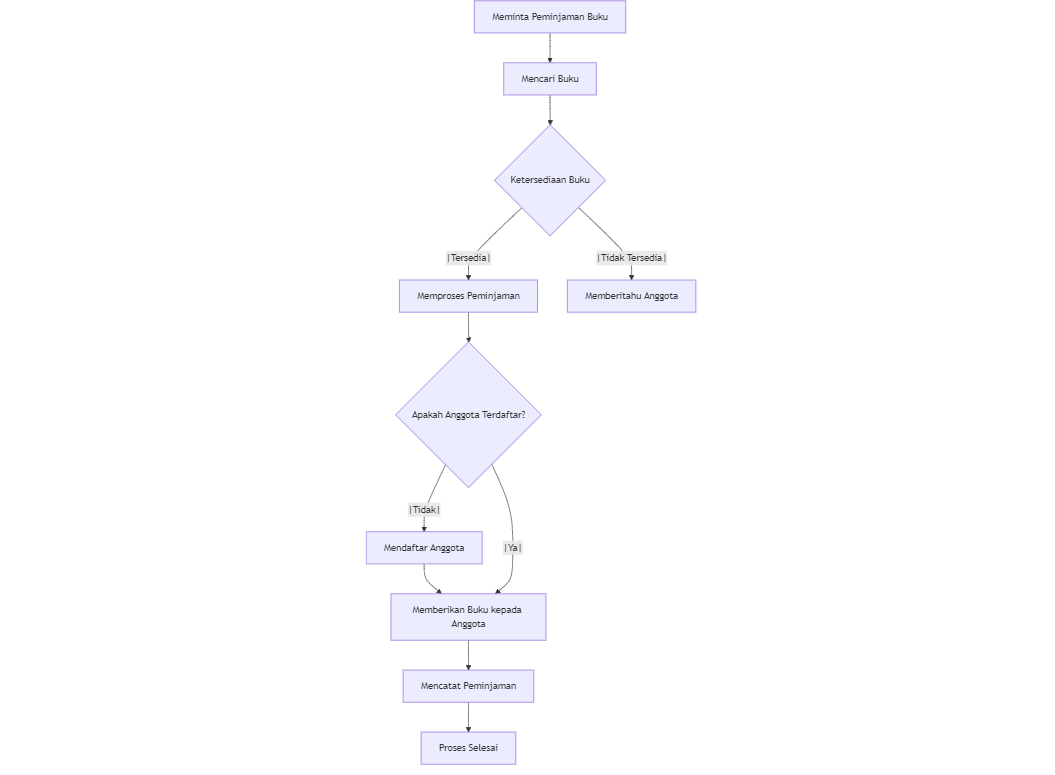 Meminta Peminjaman Buku
Mencari Buku
Ketersediaan Buku
|Tersedia|
|Tidak Tersedia|
Memproses Peminjaman
Memberitahu Anggota
Apakah Anggota Terdaftar?
|Tidak|
Mendaftar Anggota
|Ya|
Memberikan Buku kepada
Anggota
Mencatat Peminjaman
Proses Selesai